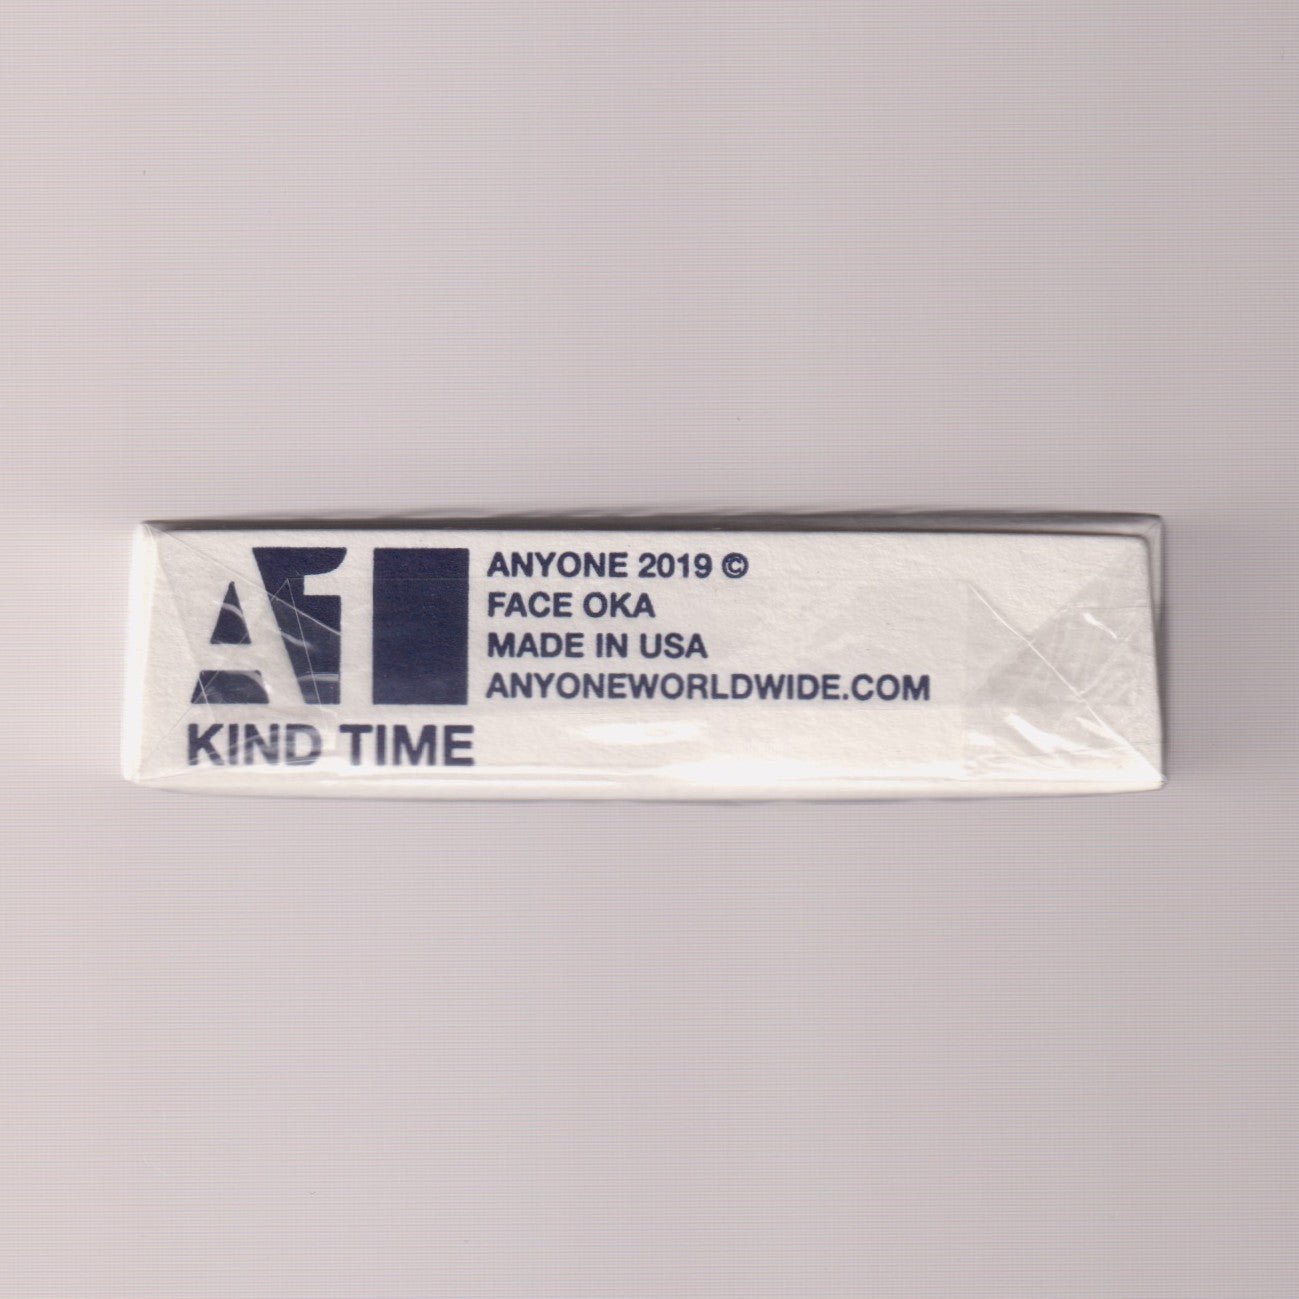 A1
ANYONE 2019 ©
FACE OKA
MADE IN USA
ANYONEWORLDWIDE.COM
KIND TIME